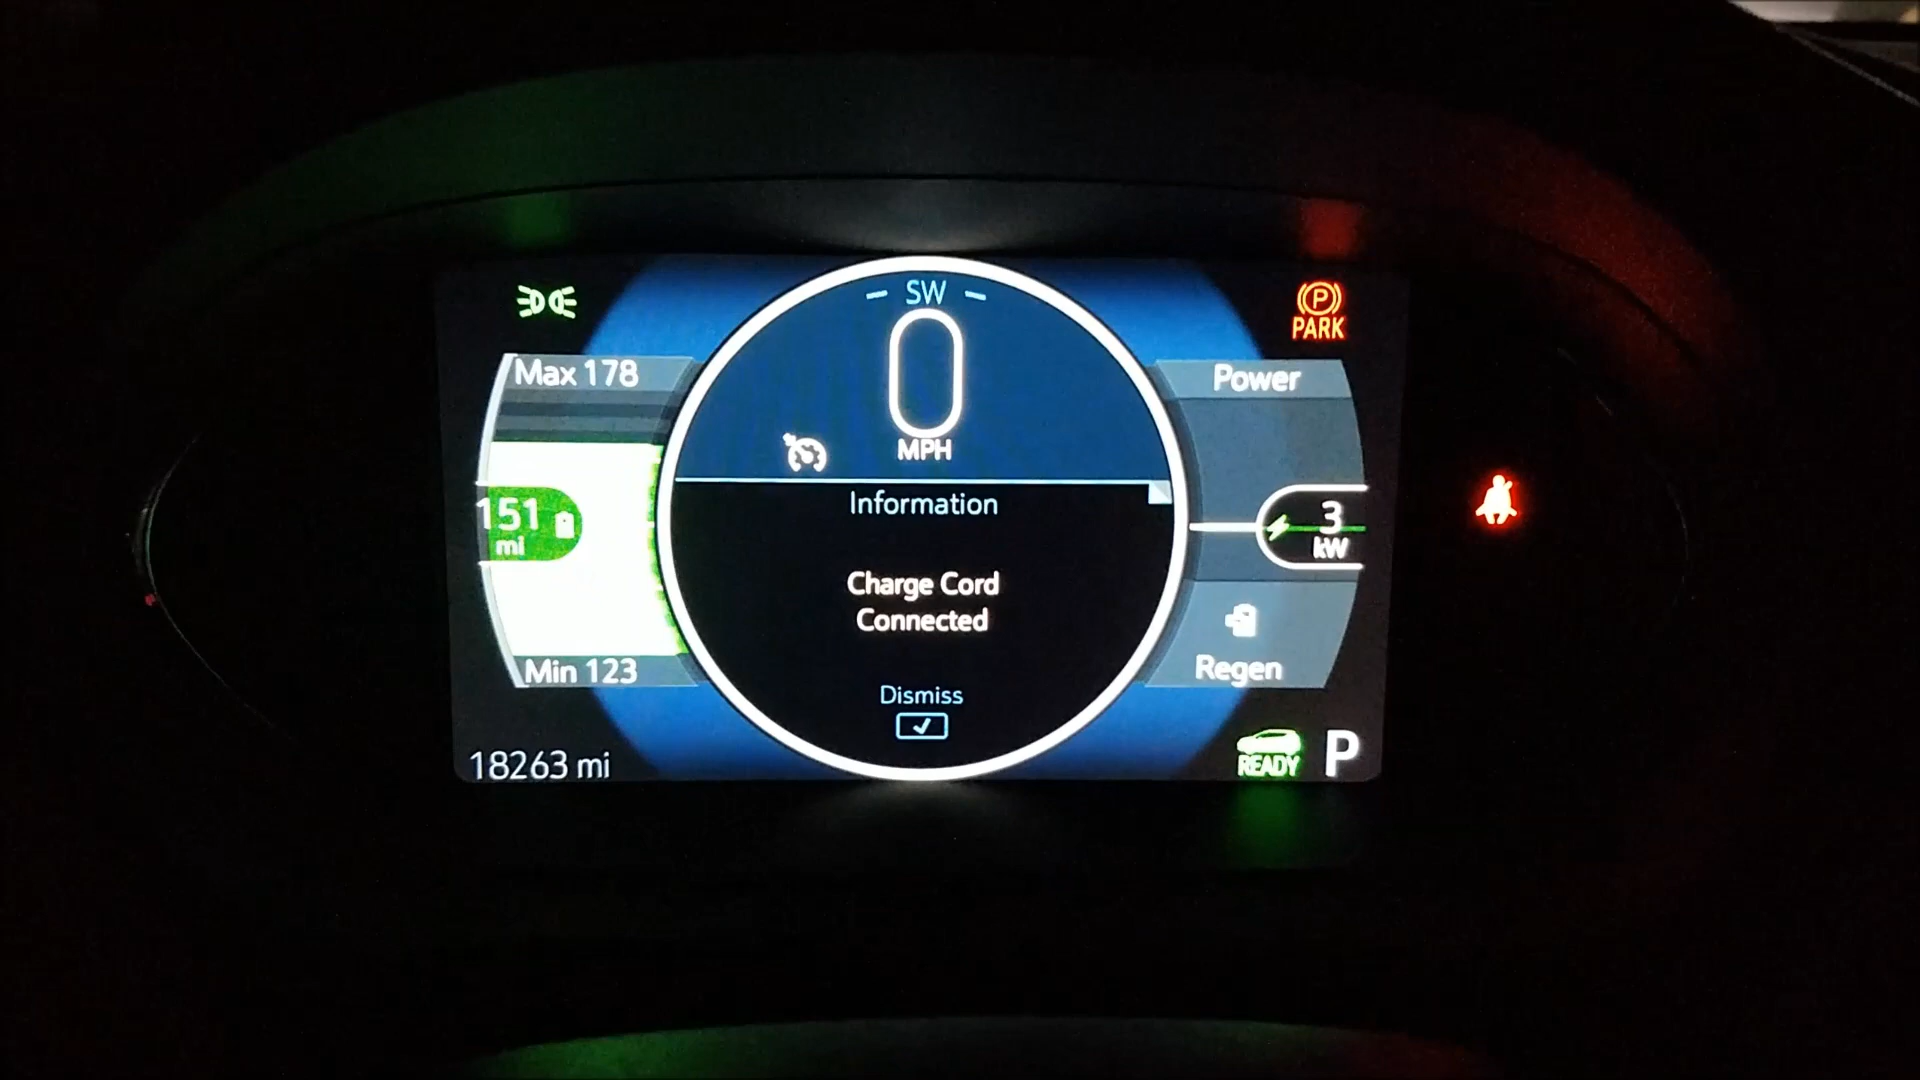 SW
0
MPH
P
PARK
Max 178
151
mi
Min 123
18263 mi
Information
Charge Cord
Connected
Dismiss
Power
3
kW
Regen
READY
P